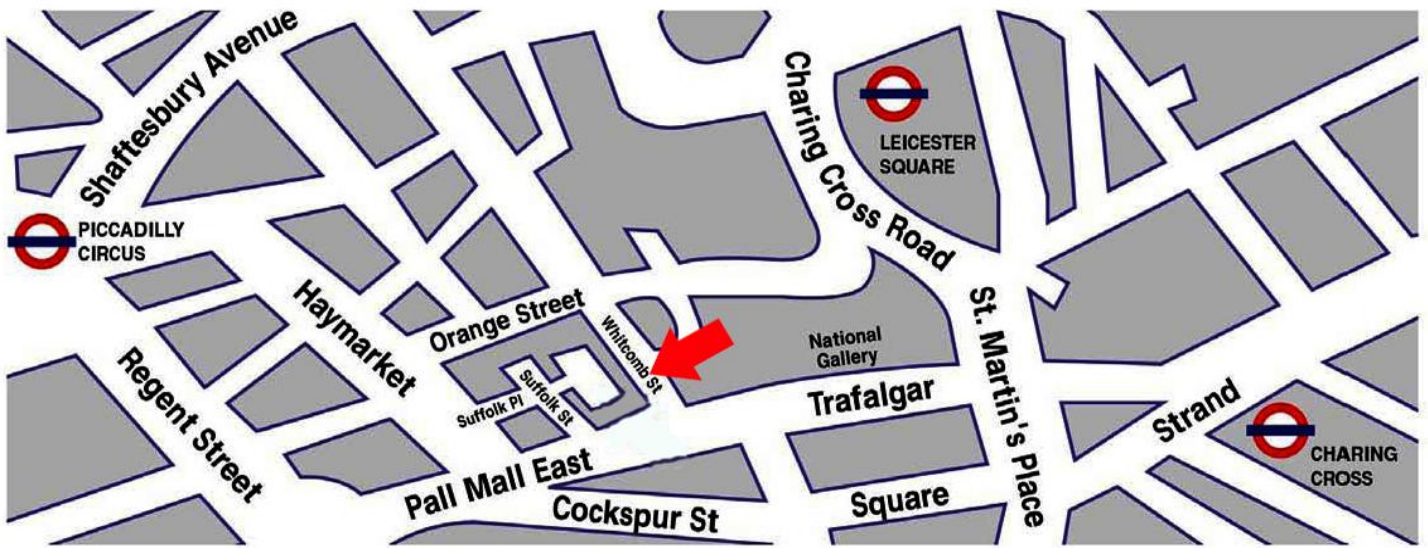 Shaftesbury Avenue
Charing Cross Road
LEICESTER
SQUARE
PICCADILLY
CIRCUS
Haymarket
Orange Street
Whitcomb St
National
Gallery
St. Martin's Place
Regent Street
Suffolk Pl
Suffolk St
Trafalgar
Square
Strand
CHARING
CROSS
Pall Mall East
Cockspur St